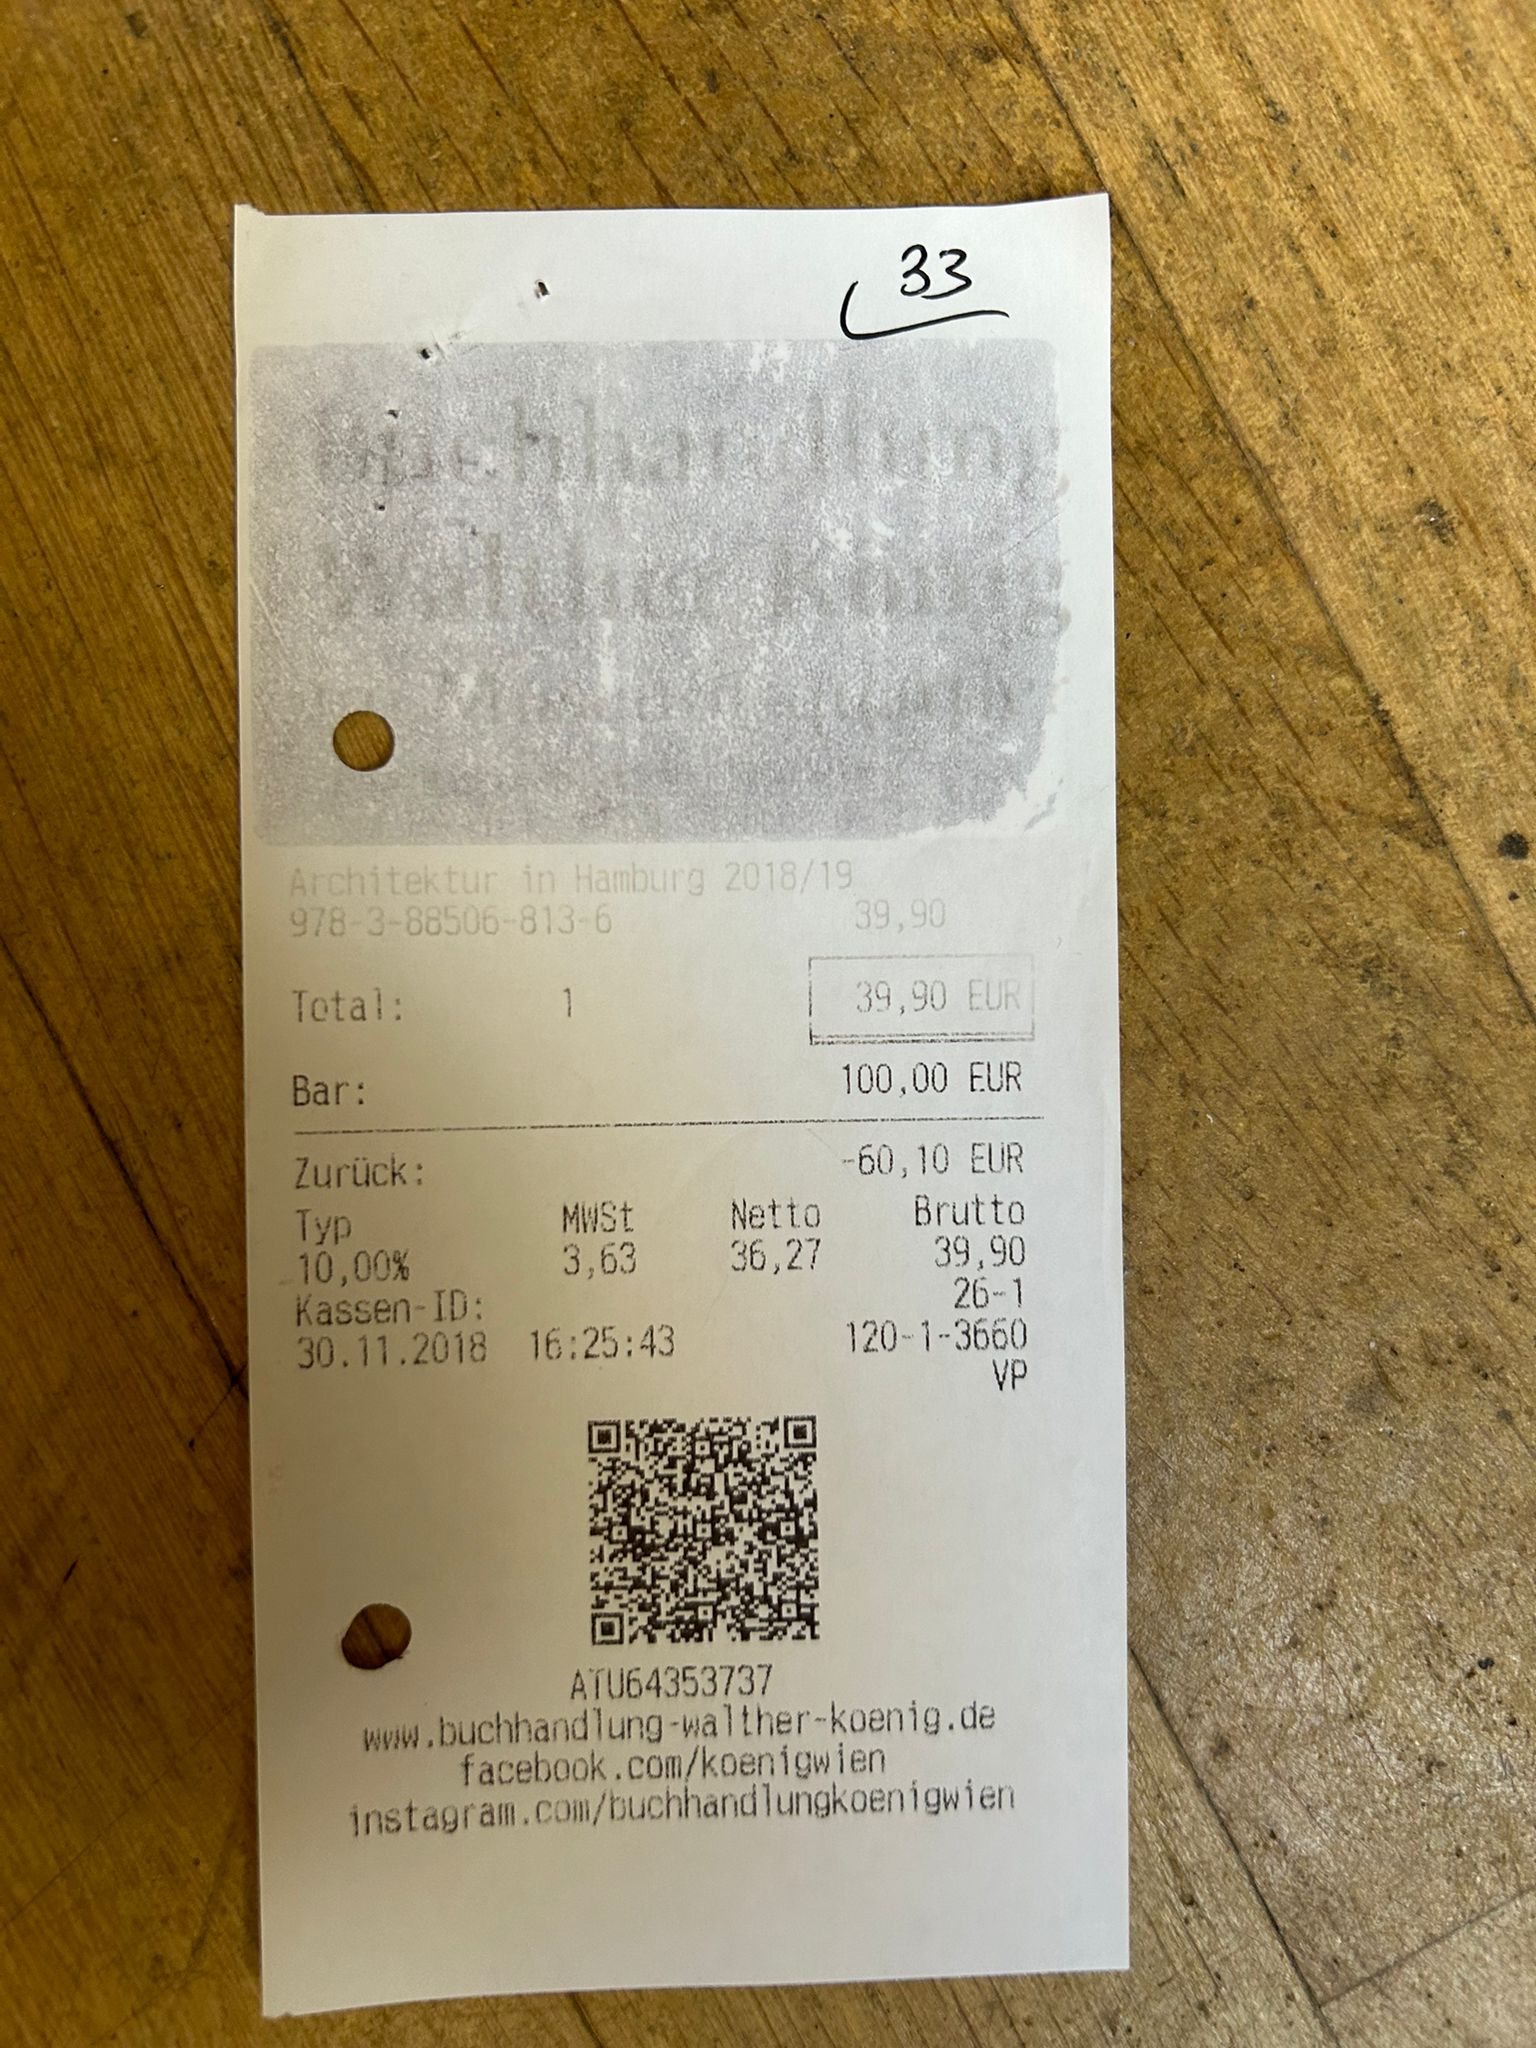 33
Architektur in Hamburg 2018/19
978-3-88506-813-6 39,90
Total: 1 39,90 EUR
Bar: 100,00 EUR
Zurück: -60,10 EUR
Typ MWSt Netto Brutto
10,00% 3,63 36,27 39,90
Kassen-ID: 26-1
30.11.2018 16:25:43 120-1-3660
VP
ATU64353737
www.buchhandlung-walther-koenig.de
facebook.com/koenigwien
instagram.com/buchhandlungkoenigwien